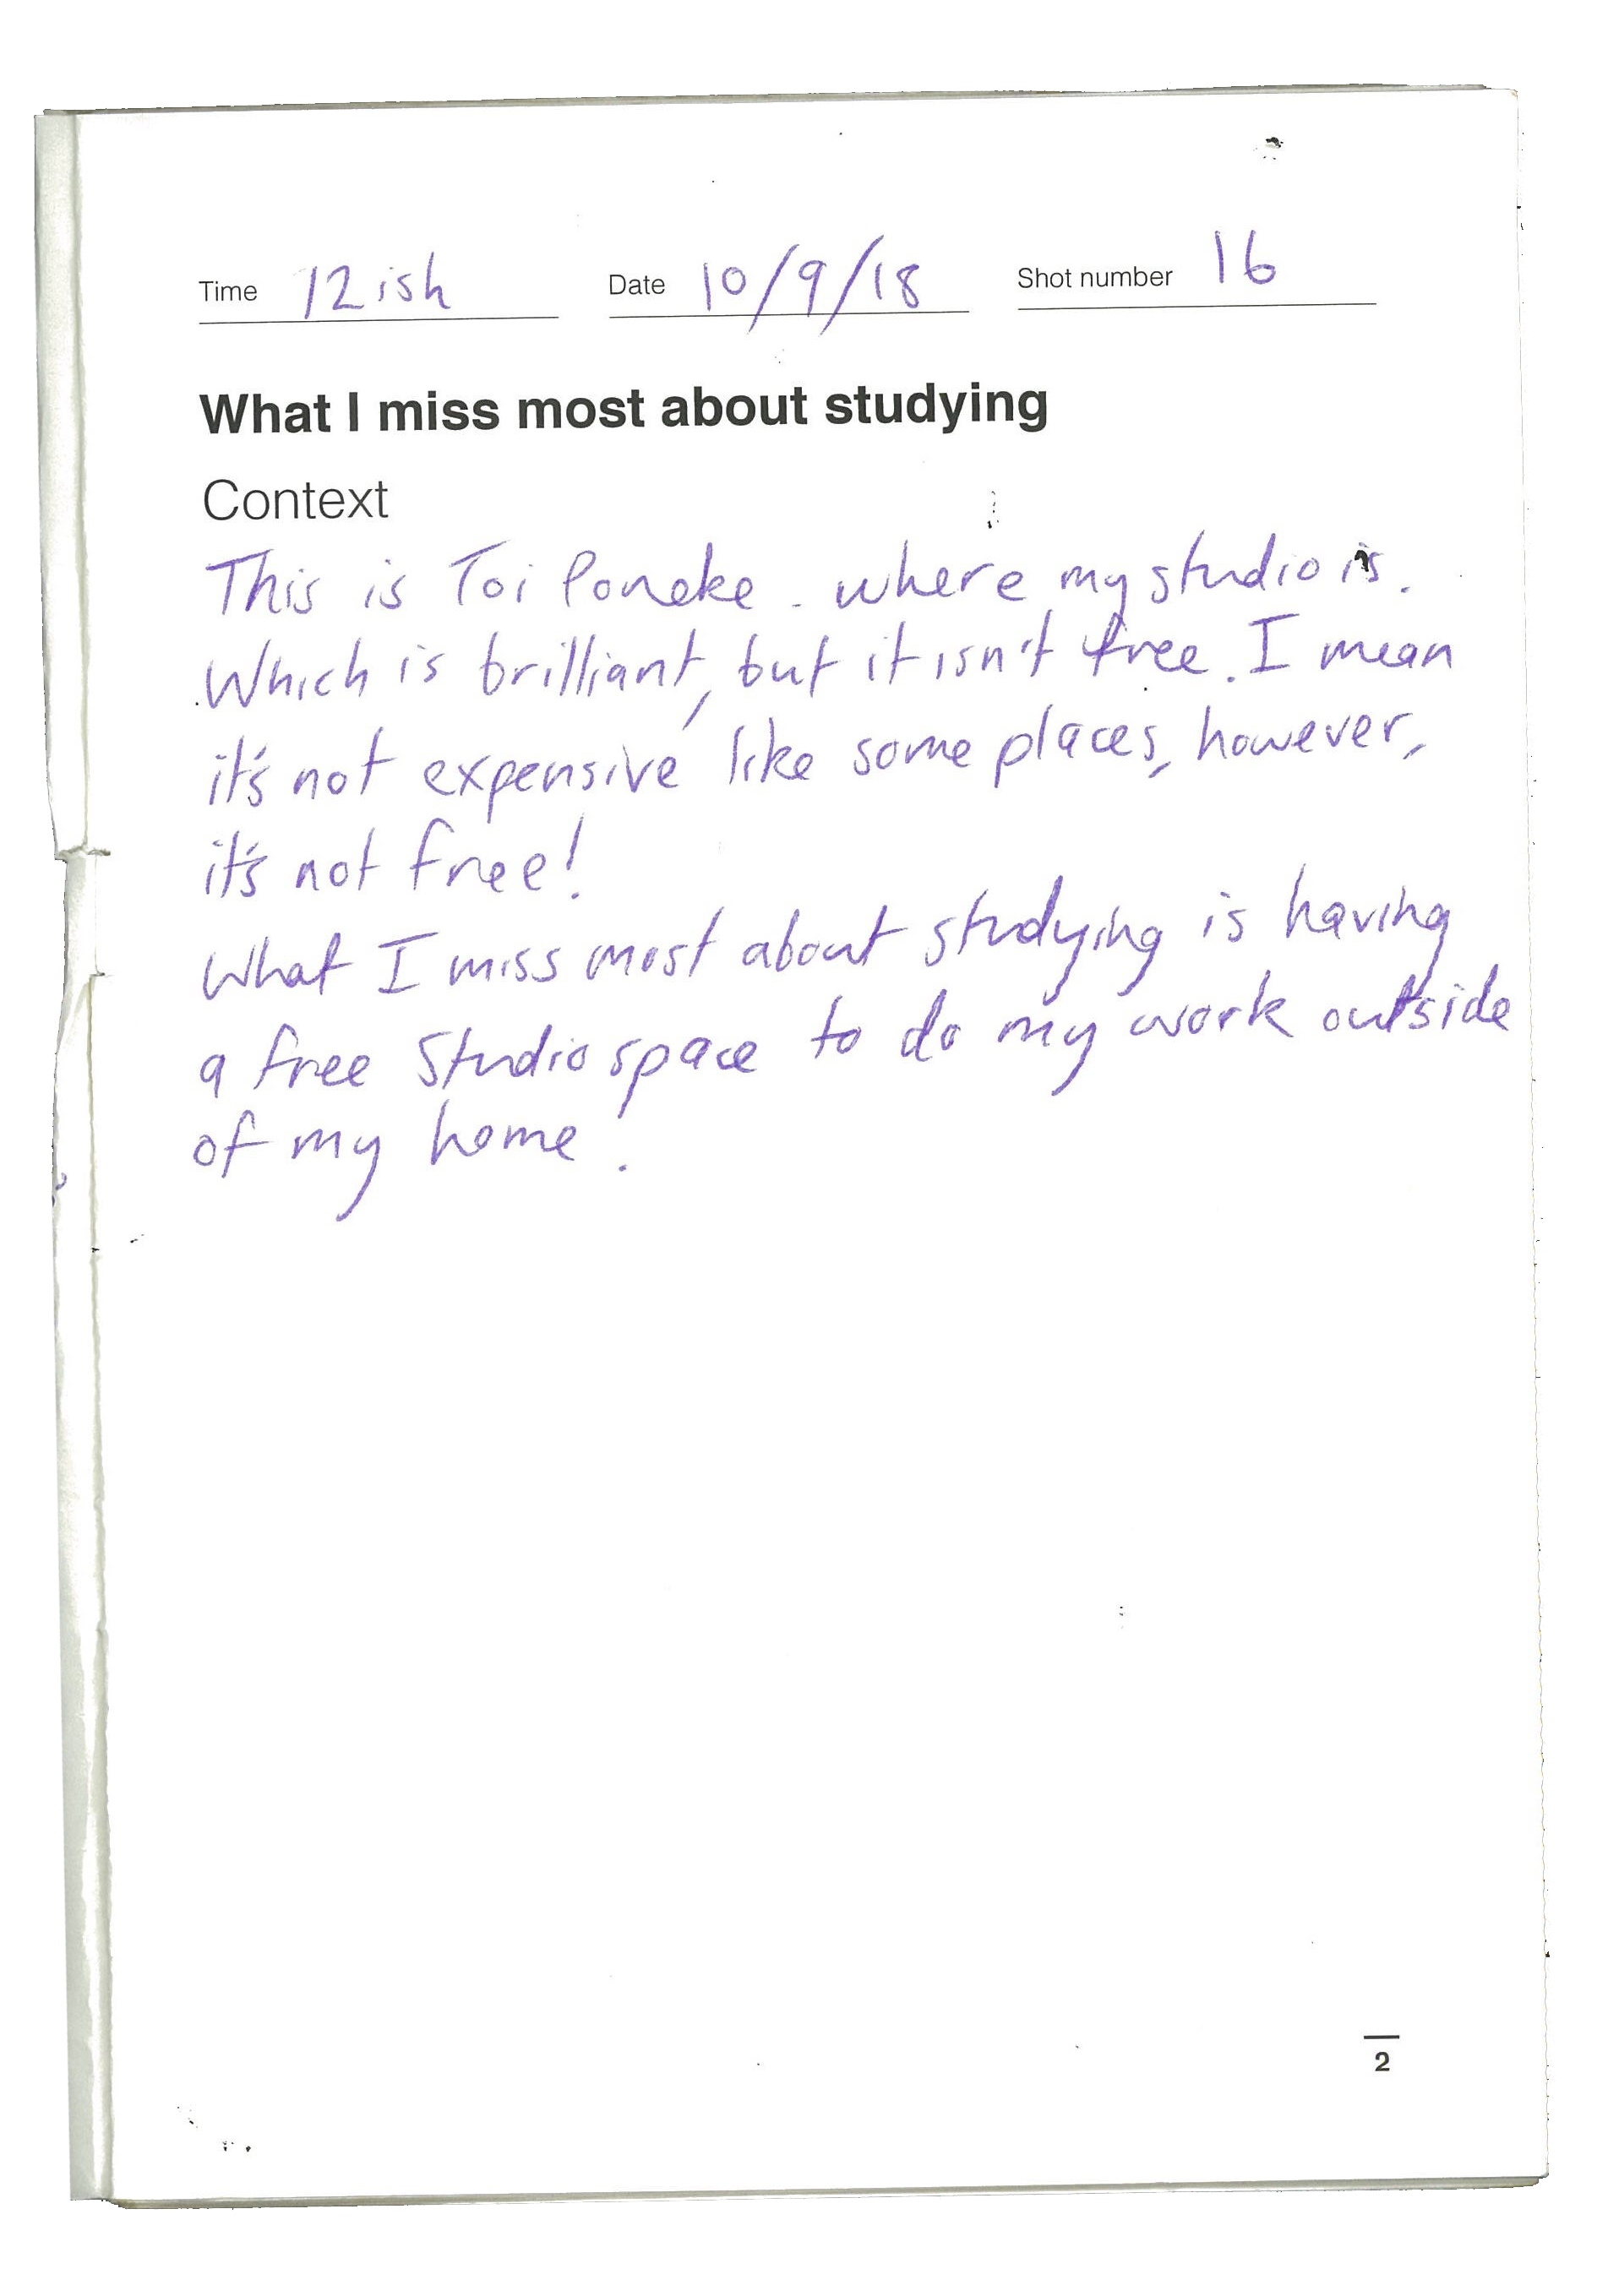 Time 12ish Date 10/9/18 Shot number 16
What I miss most about studying
Context
This is Toi Poneke. where my studio is.
Which is brilliant, but it isn't free. I mean
it's not expensive like some places, however,
it's not free!
What I miss most about studying is having
a free studio space to do my work outside
of my home!
2